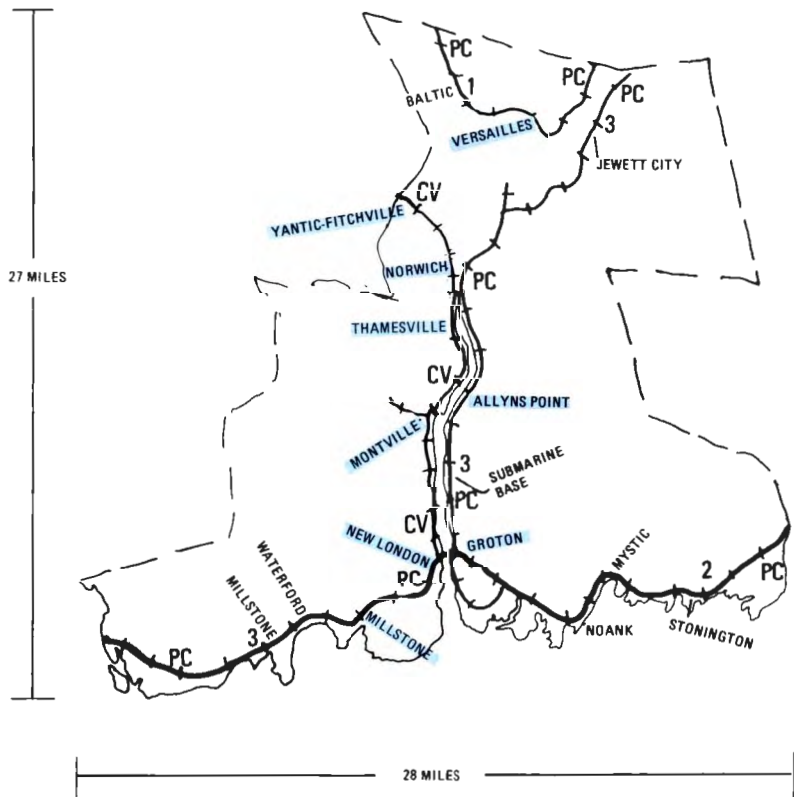 PC
PC
PC
BALTIC
1
VERSAILLES
3
JEWETT CITY
CV
YANTIC-FITCHVILLE
NORWICH
PC
27 MILES
THAMESVILLE
CV
ALLYNS POINT
MONTVILLE
3
SUBMARINE
BASE
PC
CV
NEW LONDON
GROTON
MYSTIC
WATERFORD
MILLSTONE
PC
2
PC
3
MILLSTONE
NOANK
STONINGTON
PC
28 MILES